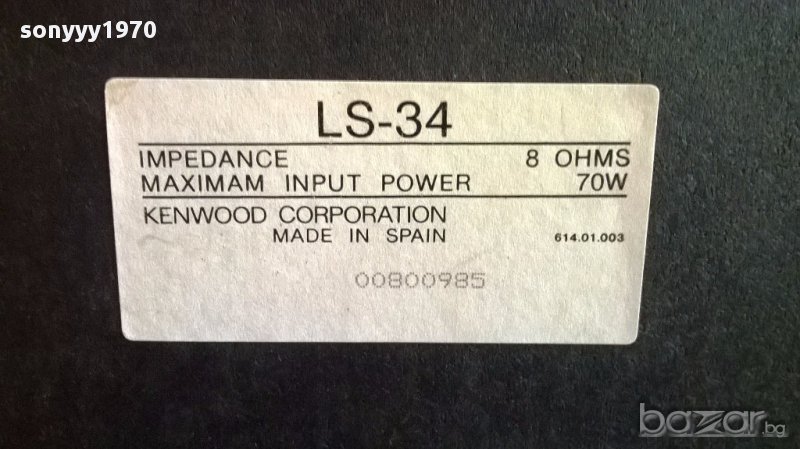 sonyyy1970
LS-34
IMPEDANCE 8 OHMS
MAXIMAM INPUT POWER 70W
KENWOOD CORPORATION
MADE IN SPAIN 614.01.003
00800985
bazar.bg